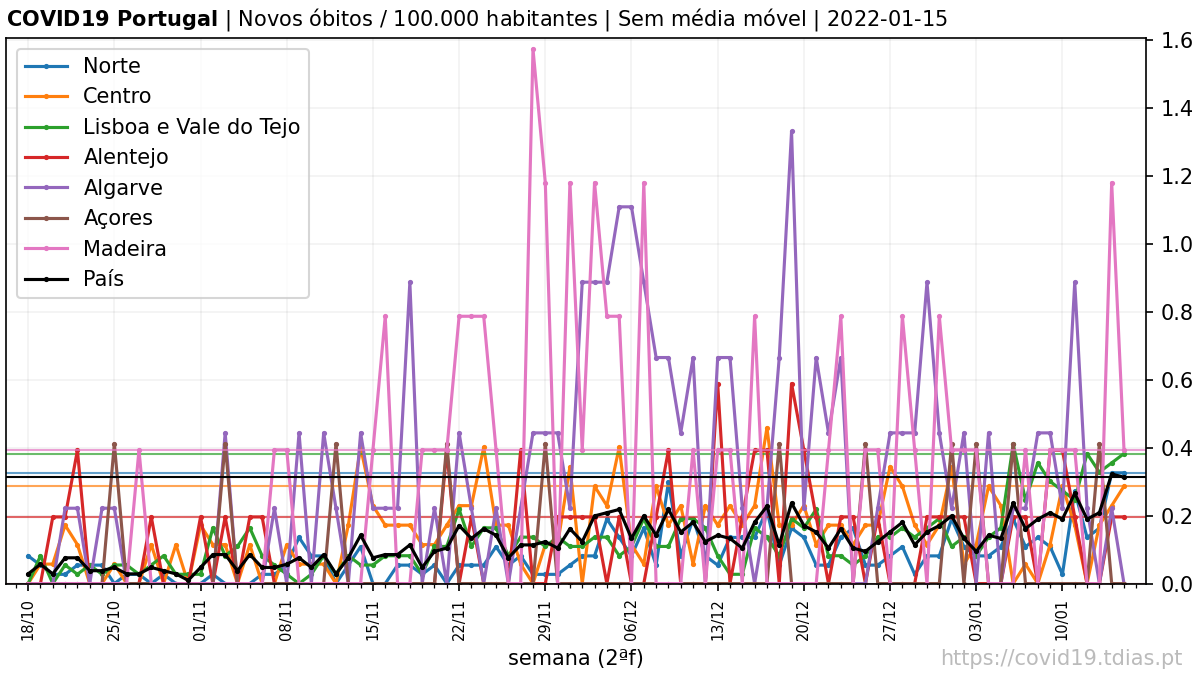 COVID19 Portugal | Novos óbitos / 100.000 habitantes | Sem média móvel | 2022-01-15
Norte
Centro
Lisboa e Vale do Tejo
Alentejo
Algarve
Açores
Madeira
País
1.6
1.4
1.2
1.0
0.8
0.6
0.4
0.2
0.0
18/10
25/10
01/11
08/11
15/11
22/11
29/11
06/12
13/12
20/12
27/12
03/01
10/01
semana (2ªf)
https://covid19.tdias.pt